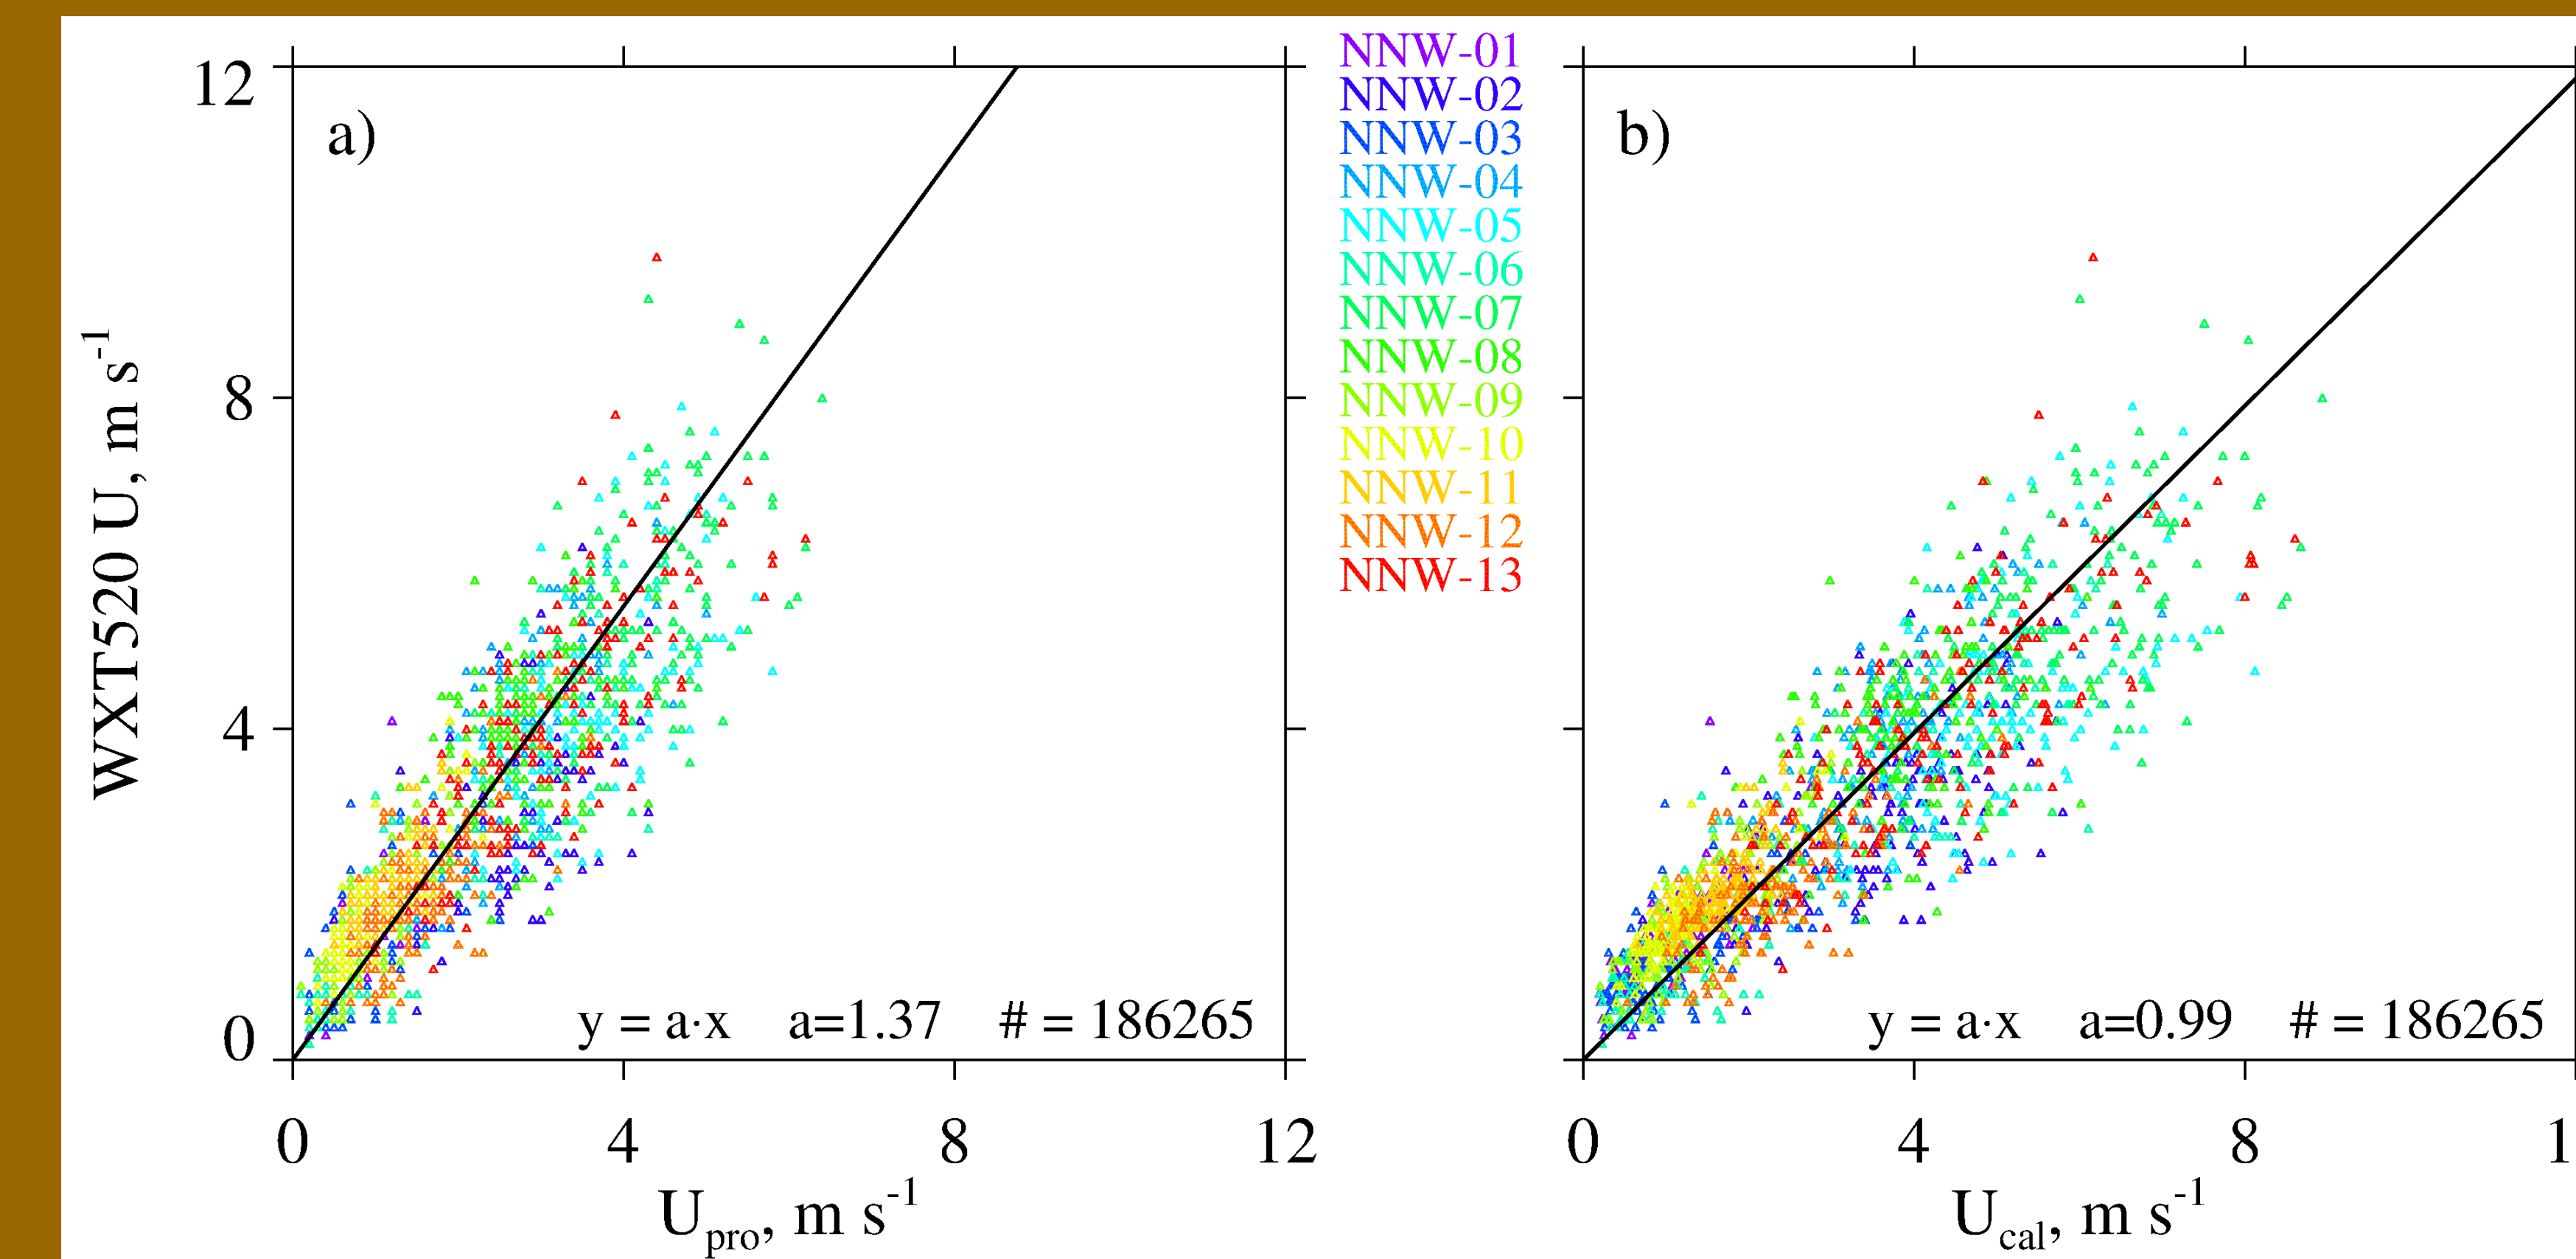 12
8
4
0
WXT520 U, m s-1
a)
y = a·x a=1.37 # = 186265
0 4 8 12
Upro, m s-1
NNW-01
NNW-02
NNW-03
NNW-04
NNW-05
NNW-06
NNW-07
NNW-08
NNW-09
NNW-10
NNW-11
NNW-12
NNW-13
b)
y = a·x a=0.99 # = 186265
0 4 8 1
Ucal, m s-1